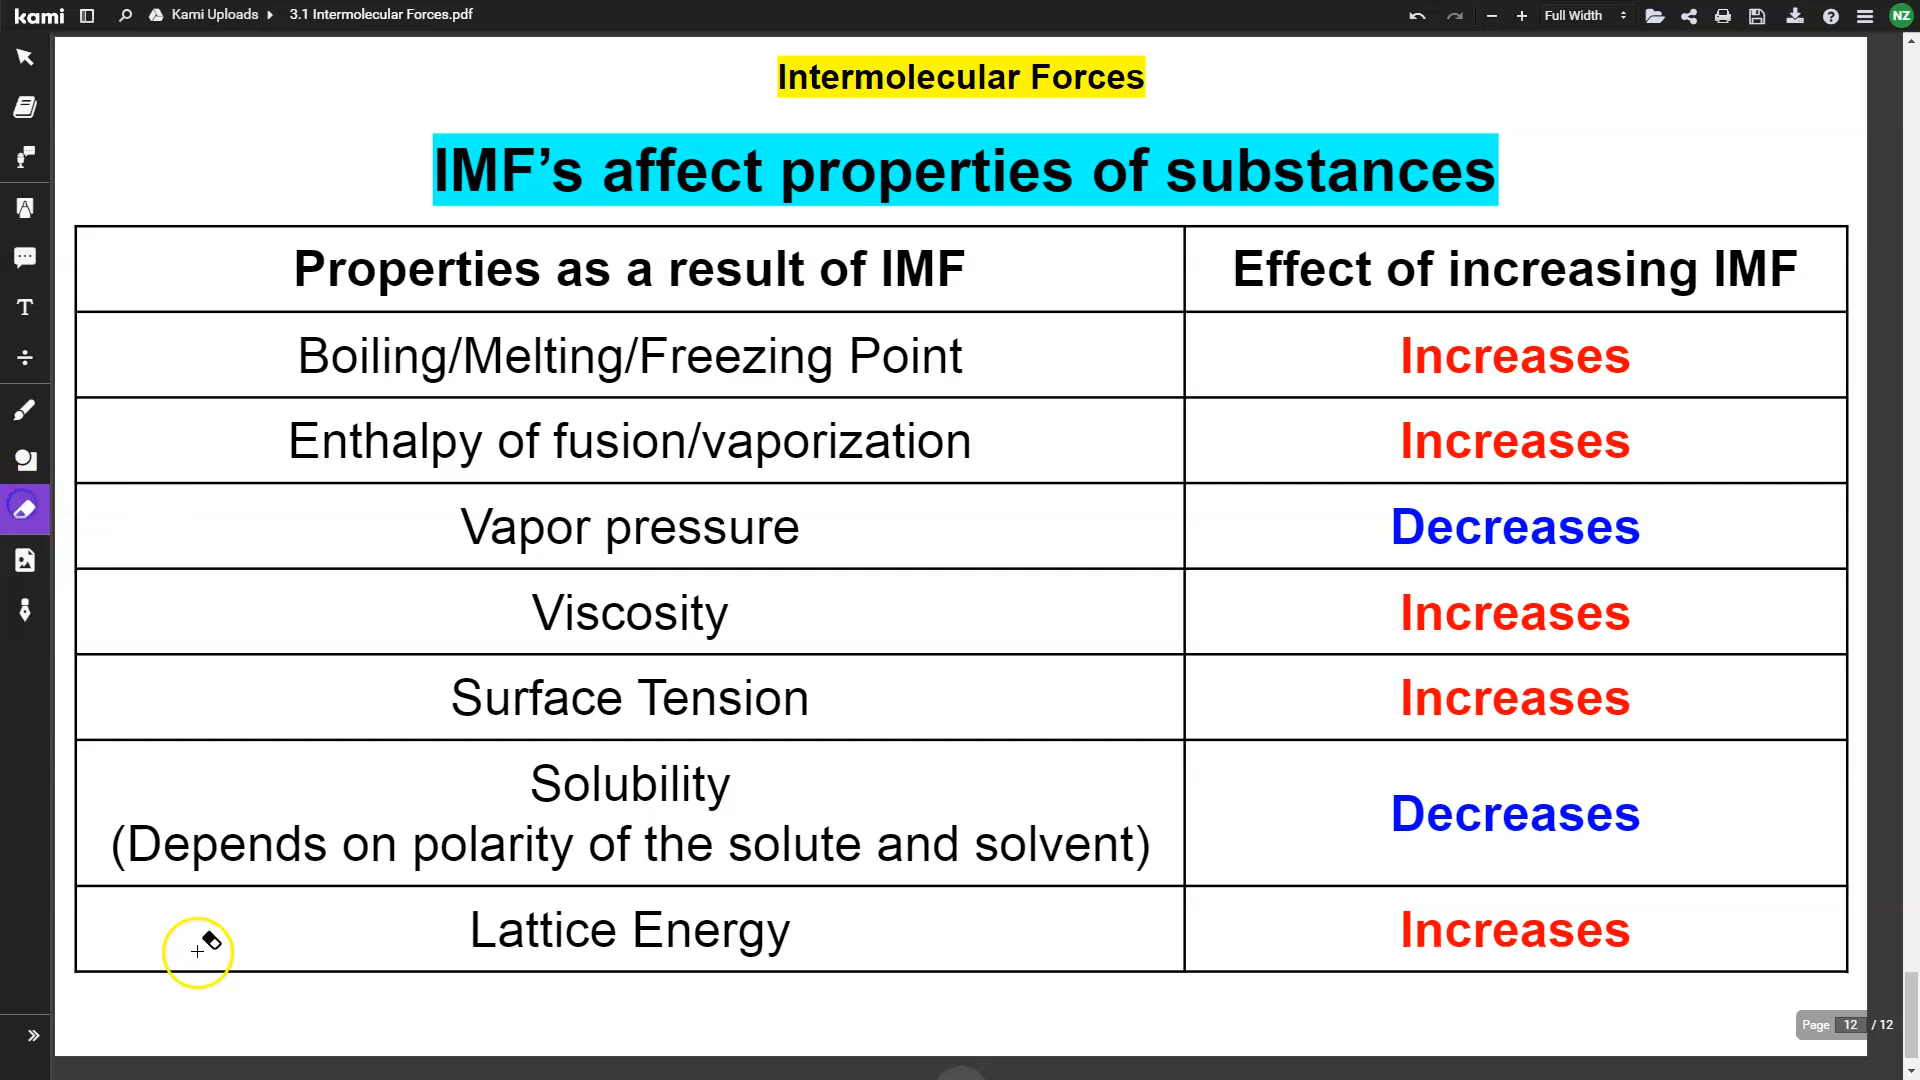 kami
Kami Uploads
3.1 Intermolecular Forces.pdf
Full Width
NZ
Intermolecular Forces
IMF’s affect properties of substances
Properties as a result of IMF
Effect of increasing IMF
Boiling/Melting/Freezing Point
Increases
Enthalpy of fusion/vaporization
Increases
Vapor pressure
Decreases
Viscosity
Increases
Surface Tension
Increases
Solubility
(Depends on polarity of the solute and solvent)
Decreases
Lattice Energy
Increases
Page 12 / 12